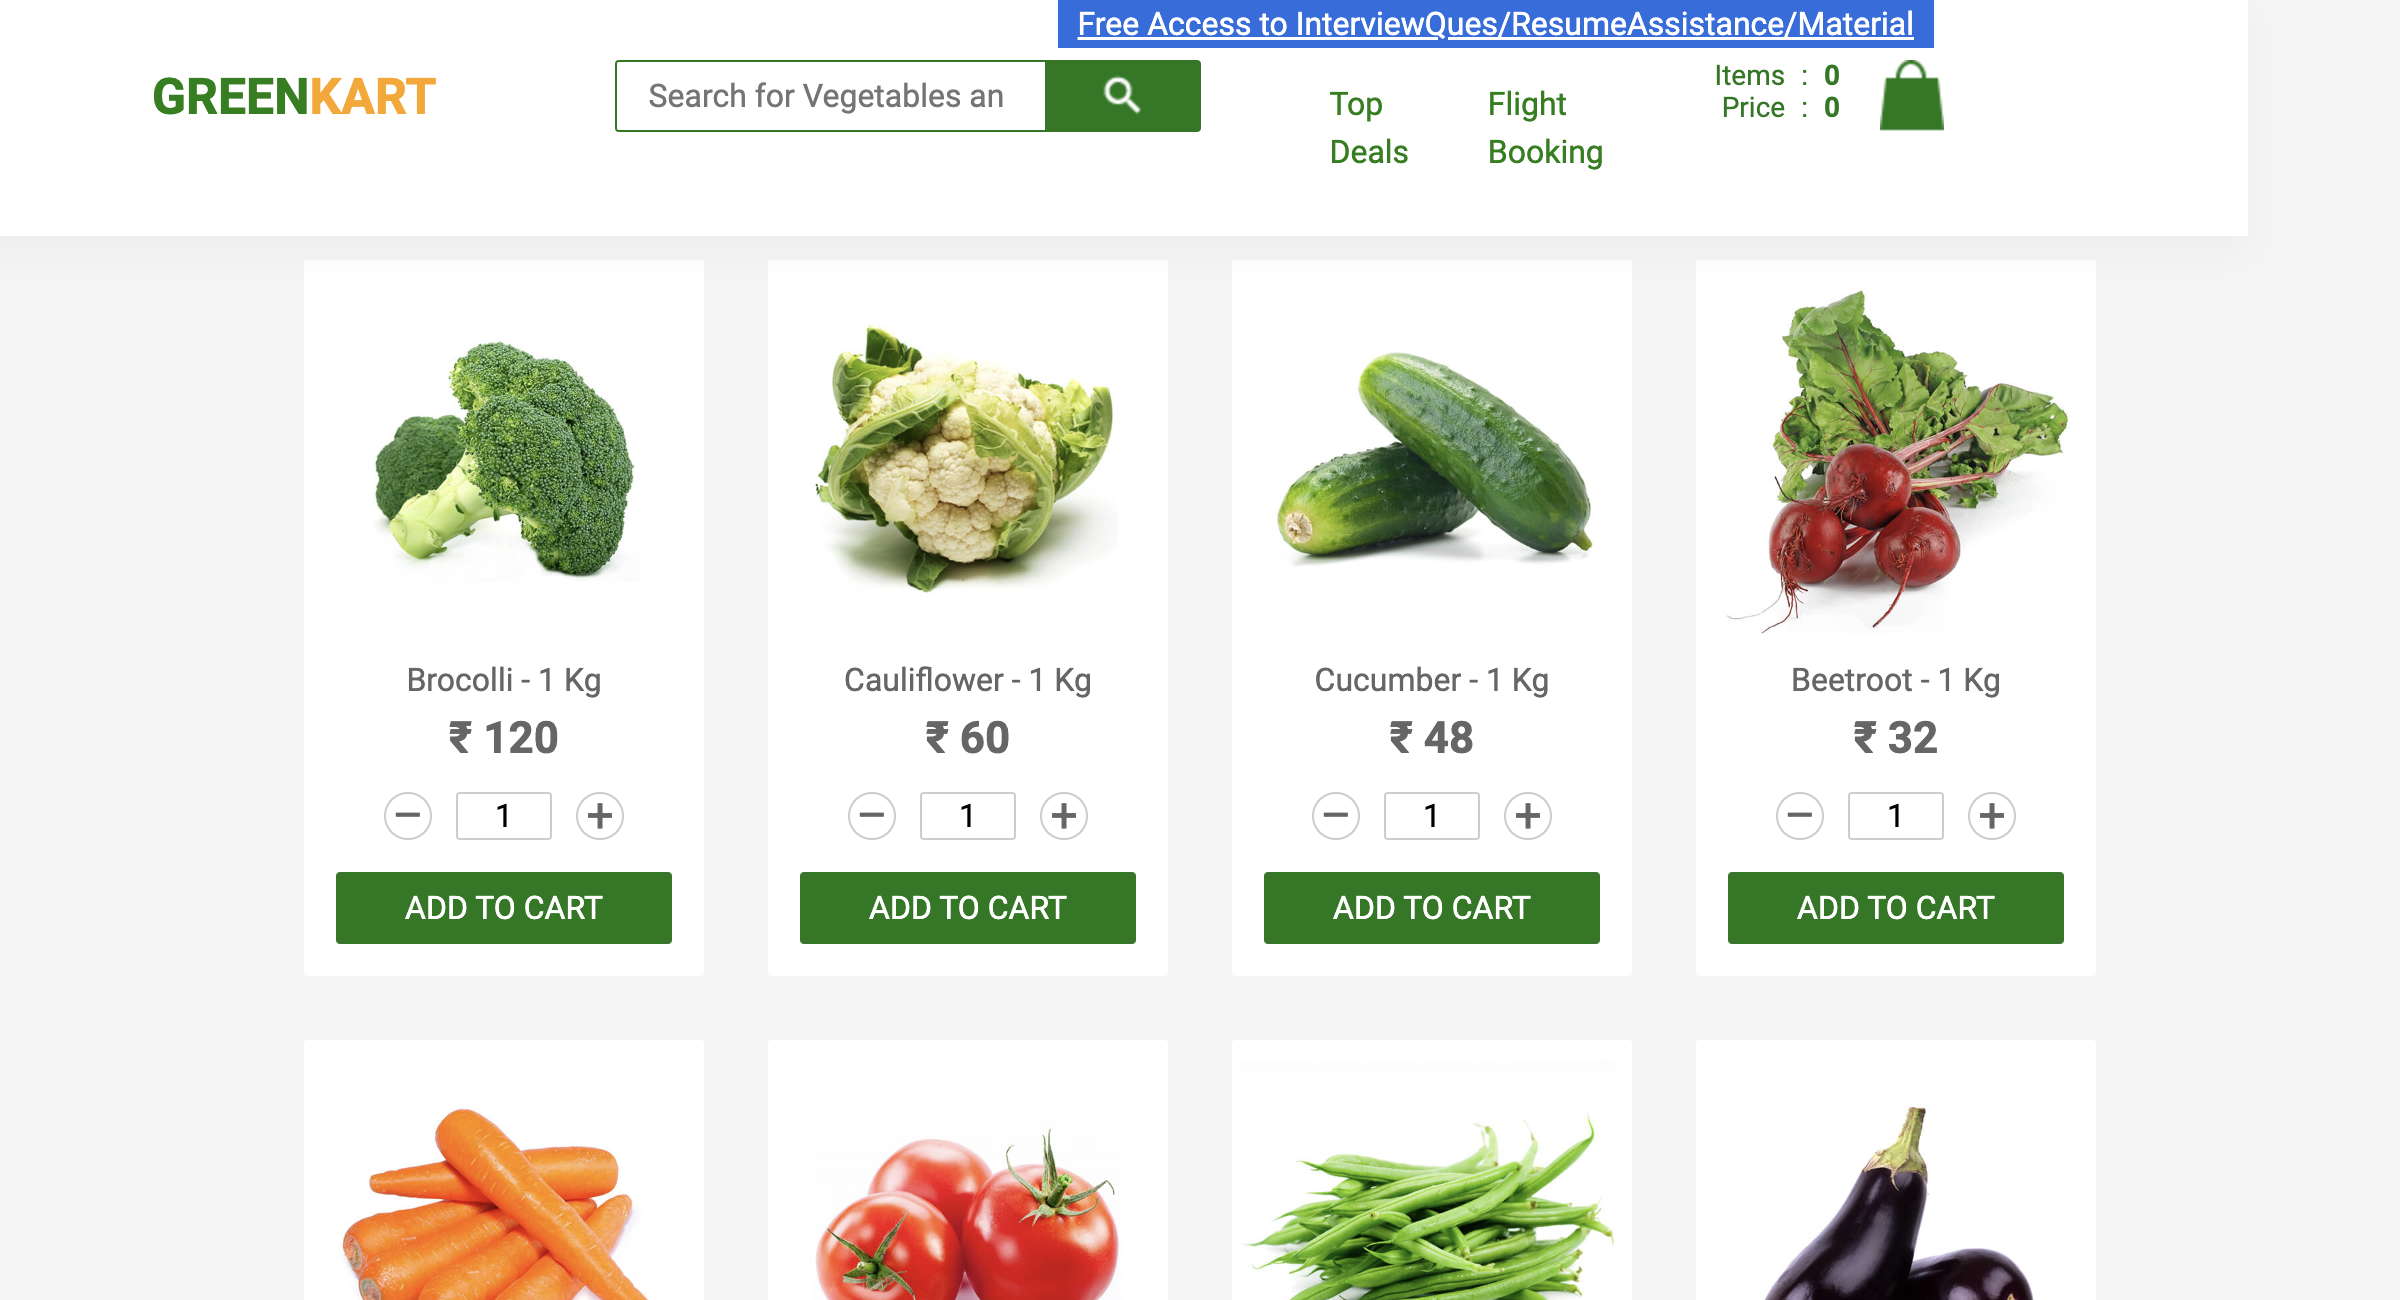 Free Access to InterviewQues/ResumeAssistance/Material
GREENKART
Search for Vegetables an
Top Deals
Flight Booking
Items : 0
Price : 0
Brocolli - 1 Kg
₹ 120
− 1 +
ADD TO CART
Cauliflower - 1 Kg
₹ 60
− 1 +
ADD TO CART
Cucumber - 1 Kg
₹ 48
− 1 +
ADD TO CART
Beetroot - 1 Kg
₹ 32
− 1 +
ADD TO CART